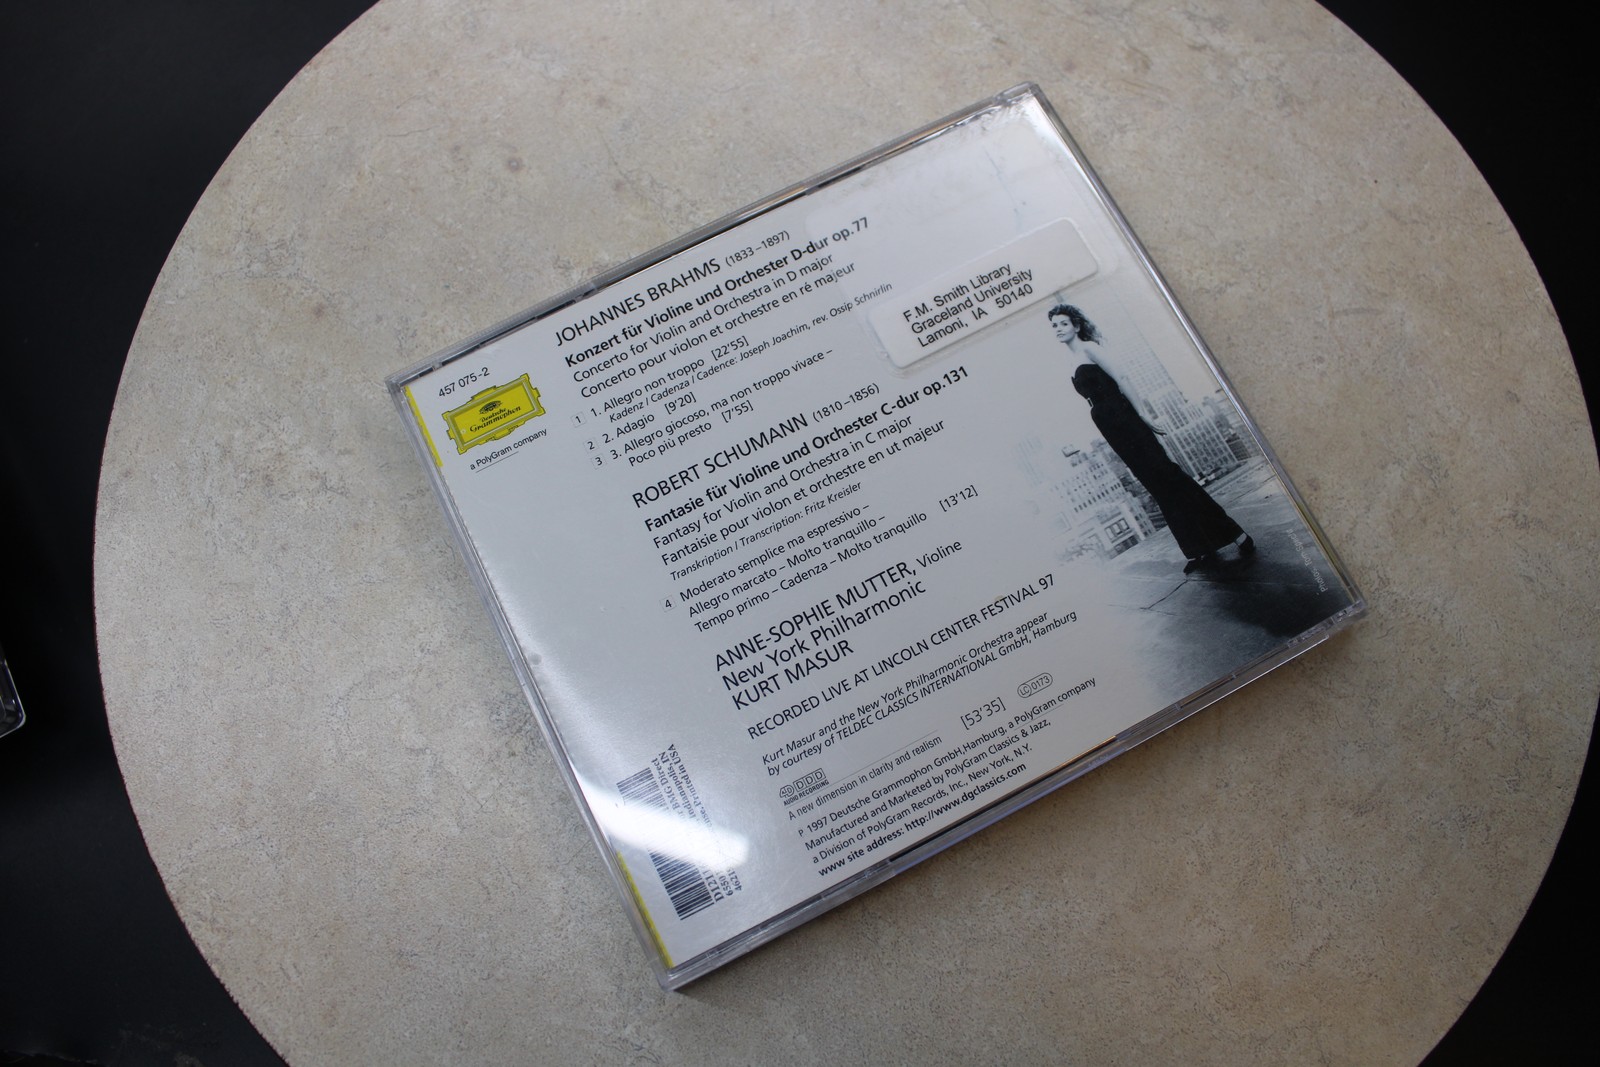 457 075-2
Deutsche
Grammophon
a PolyGram company
JOHANNES BRAHMS (1833–1897)
Konzert für Violine und Orchester D-dur op.77
Concerto for Violin and Orchestra in D major
Concerto pour violon et orchestre en ré majeur
1 1. Allegro non troppo [22'55]
Kadenz / Cadenza / Cadence: Joseph Joachim, rev. Ossip Schnirlin
2 2. Adagio [9'20]
3 3. Allegro giocoso, ma non troppo vivace –
Poco più presto [7'55]
ROBERT SCHUMANN (1810–1856)
Fantasie für Violine und Orchester C-dur op.131
Fantasy for Violin and Orchestra in C major
Fantaisie pour violon et orchestre en ut majeur
Transkription / Transcription: Fritz Kreisler
4 Moderato semplice ma espressivo –
Allegro marcato – Molto tranquillo –
Tempo primo – Cadenza – Molto tranquillo [13'12]
ANNE-SOPHIE MUTTER, Violine
New York Philharmonic
KURT MASUR
RECORDED LIVE AT LINCOLN CENTER FESTIVAL 97
Kurt Masur and the New York Philharmonic Orchestra appear
by courtesy of TELDEC CLASSICS INTERNATIONAL GmbH, Hamburg
[53'35] LC 0173
4D DDD
AUDIO RECORDING
A new dimension in clarity and realism
℗ 1997 Deutsche Grammophon GmbH, Hamburg, a PolyGram company
Manufactured and Marketed by PolyGram Classics & Jazz,
a Division of PolyGram Records, Inc., New York, N.Y.
www site address: http://www.dgclassics.com
F.M. Smith Library
Graceland University
Lamoni, IA 50140
BMG Direct
Indianapolis, IN
Printed in USA